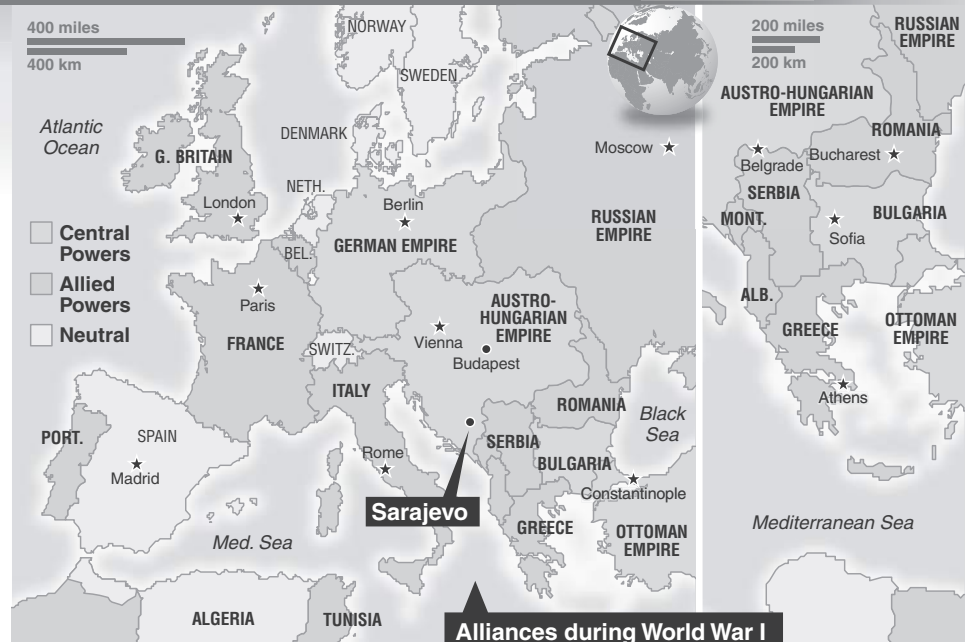 400 miles
400 km
Atlantic
Ocean
NORWAY
SWEDEN
DENMARK
G. BRITAIN
London
NETH.
Berlin
GERMAN EMPIRE
BEL.
Moscow
RUSSIAN
EMPIRE
Central
Powers
Allied
Powers
Neutral
Paris
FRANCE
SWITZ.
Vienna
AUSTRO-
HUNGARIAN
EMPIRE
Budapest
ITALY
ROMANIA
Black
Sea
PORT.
SPAIN
Madrid
Rome
SERBIA
BULGARIA
Constantinople
Sarajevo
GREECE
OTTOMAN
EMPIRE
Med. Sea
ALGERIA
TUNISIA
Alliances during World War I
200 miles
200 km
RUSSIAN
EMPIRE
AUSTRO-HUNGARIAN
EMPIRE
ROMANIA
Belgrade
Bucharest
SERBIA
MONT.
BULGARIA
Sofia
ALB.
GREECE
OTTOMAN
EMPIRE
Athens
Mediterranean Sea